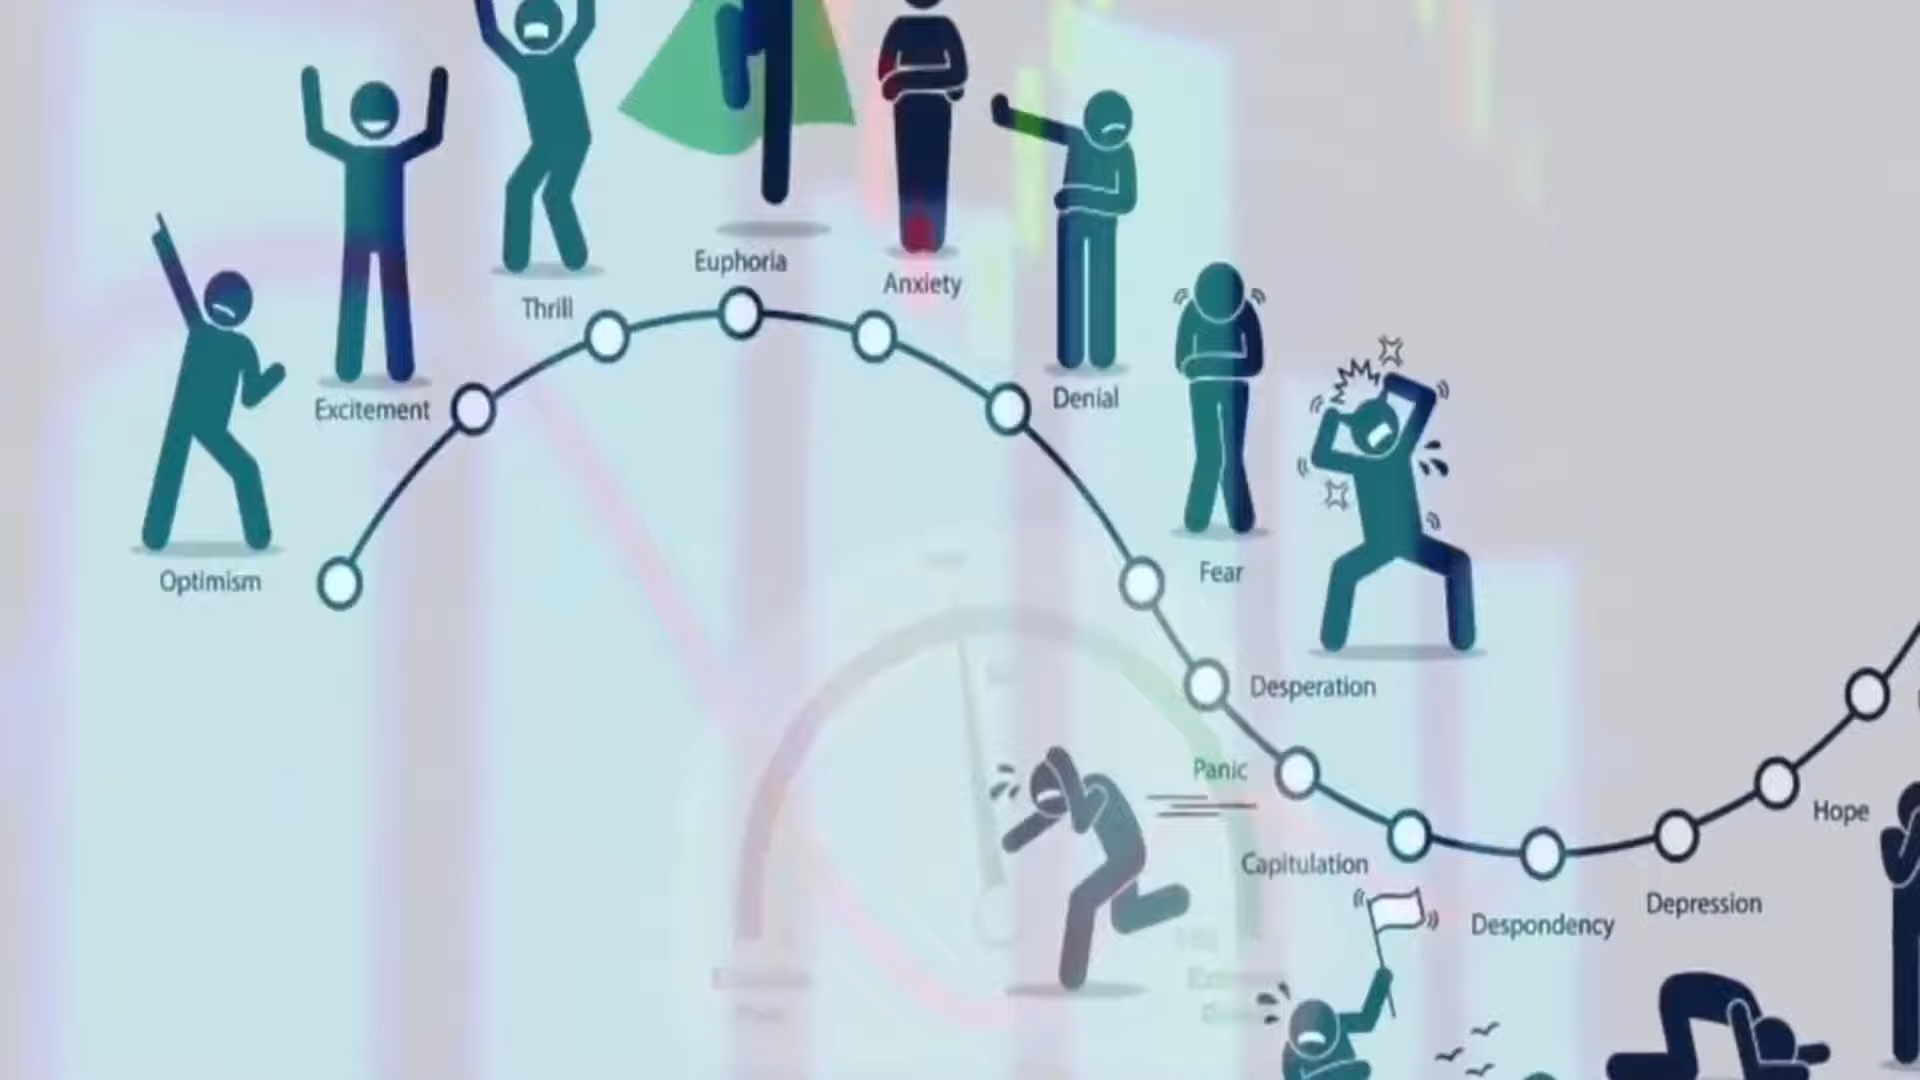 Optimism
Excitement
Thrill
Euphoria
Anxiety
Denial
Fear
Desperation
Panic
Capitulation
Despondency
Depression
Hope